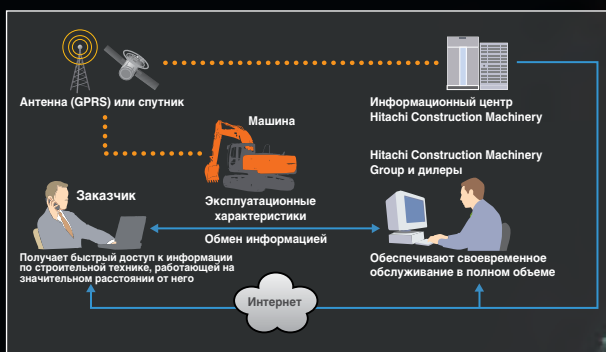 Антенна (GPRS) или спутник
Информационный центр
Hitachi Construction Machinery
Машина
Hitachi Construction Machinery
Group и дилеры
Заказчик
Эксплуатационные
характеристики
Обмен информацией
Получает быстрый доступ к информации
по строительной технике, работающей на
значительном расстоянии от него
Обеспечивают своевременное
обслуживание в полном объеме
Интернет